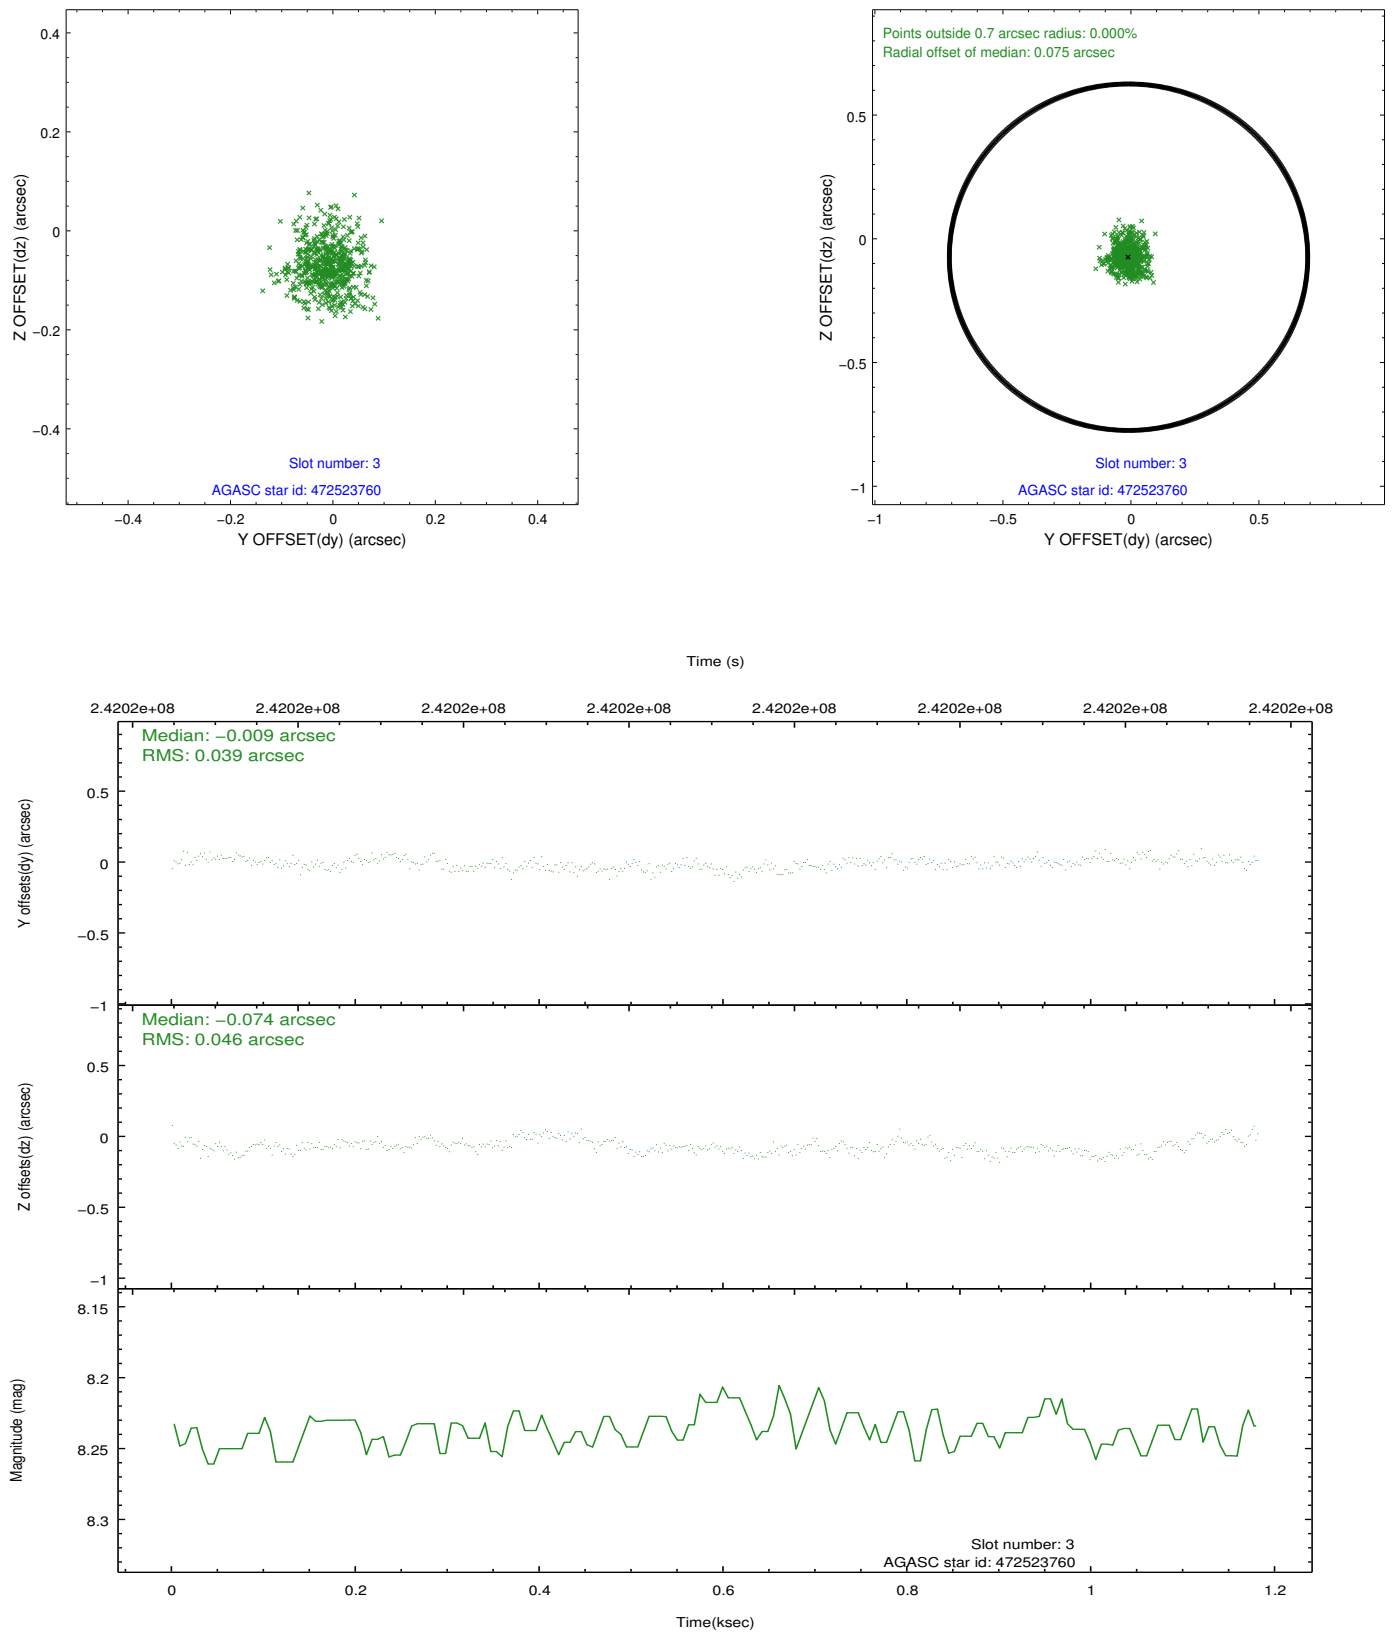 0.4
0.2
0
−0.2
−0.4
Z OFFSET(dz) (arcsec)
Slot number: 3
AGASC star id: 472523760
−0.4 −0.2 0 0.2 0.4
Y OFFSET(dy) (arcsec)
Points outside 0.7 arcsec radius: 0.000%
Radial offset of median: 0.075 arcsec
0.5
0
−0.5
−1
Z OFFSET(dz) (arcsec)
Slot number: 3
AGASC star id: 472523760
−1 −0.5 0 0.5
Y OFFSET(dy) (arcsec)
Time (s)
2.4202e+08 2.4202e+08 2.4202e+08 2.4202e+08 2.4202e+08 2.4202e+08 2.4202e+08 2.4202e+08
Median: −0.009 arcsec
RMS: 0.039 arcsec
0.5
0
−0.5
−1
Y offsets(dy) (arcsec)
Median: −0.074 arcsec
RMS: 0.046 arcsec
0.5
0
−0.5
−1
Z offsets(dz) (arcsec)
8.15
8.2
8.25
8.3
Magnitude (mag)
Slot number: 3
AGASC star id: 472523760
0 0.2 0.4 0.6 0.8 1 1.2
Time(ksec)